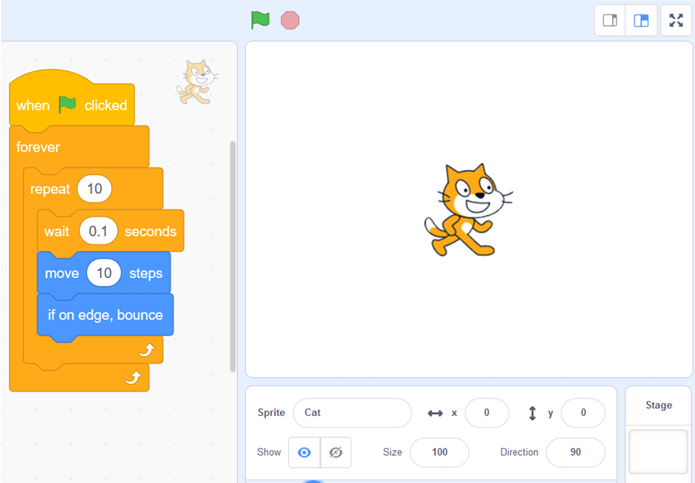 when clicked
forever
repeat 10
wait 0.1 seconds
move 10 steps
if on edge, bounce
Sprite Cat x 0 y 0
Show Size 100 Direction 90
Stage